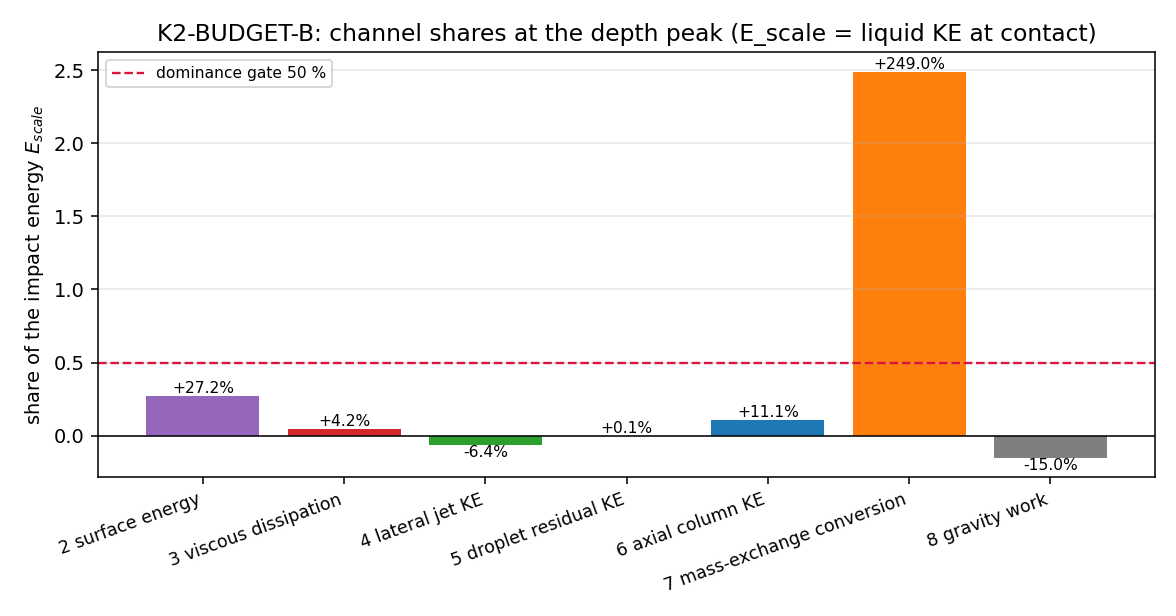 K2-BUDGET-B: channel shares at the depth peak (E_scale = liquid KE at contact)
dominance gate 50 %
share of the impact energy E_scale
2.5
2.0
1.5
1.0
0.5
0.0
+27.2%
+4.2%
-6.4%
+0.1%
+11.1%
+249.0%
-15.0%
2 surface energy
3 viscous dissipation
4 lateral jet KE
5 droplet residual KE
6 axial column KE
7 mass-exchange conversion
8 gravity work